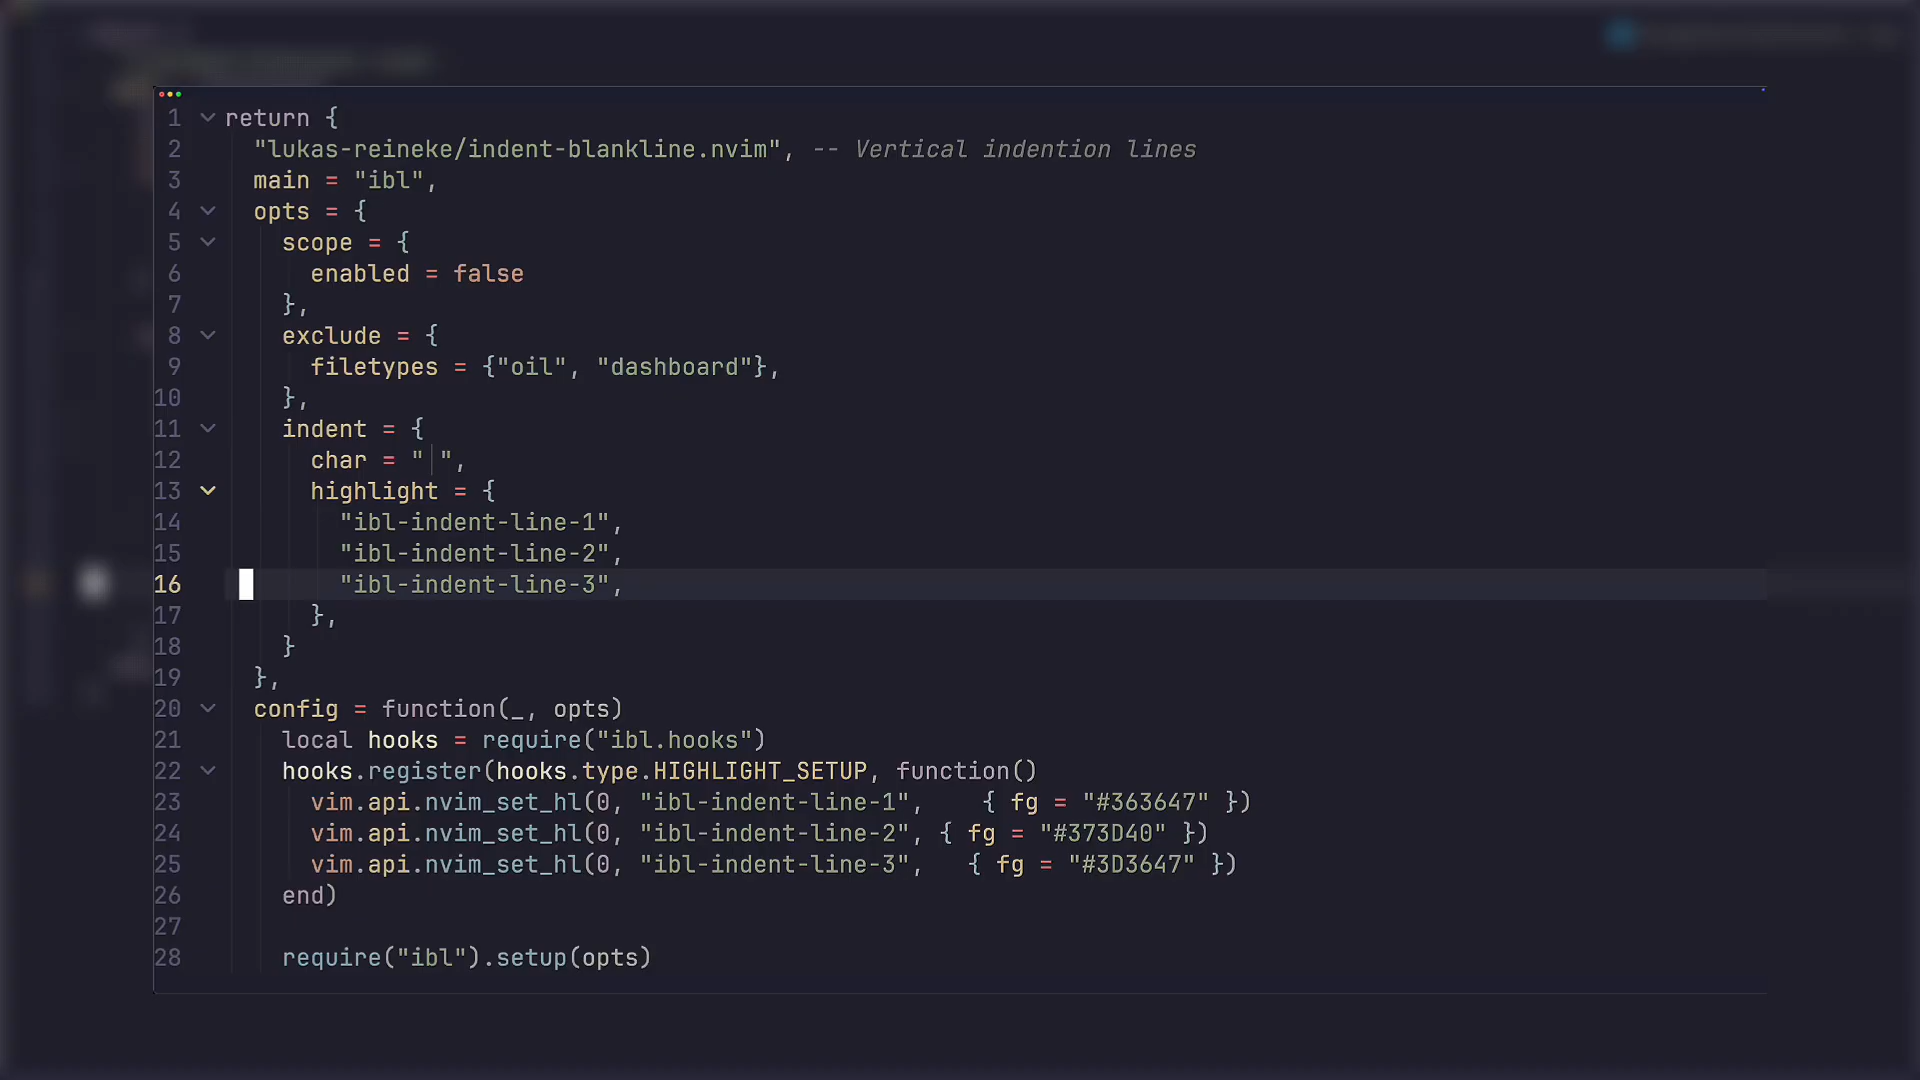 1 return {
2 "lukas-reineke/indent-blankline.nvim", -- Vertical indention lines
3 main = "ibl",
4 opts = {
5 scope = {
6 enabled = false
7 },
8 exclude = {
9 filetypes = {"oil", "dashboard"},
10 },
11 indent = {
12 char = "│",
13 highlight = {
14 "ibl-indent-line-1",
15 "ibl-indent-line-2",
16 "ibl-indent-line-3",
17 },
18 }
19 },
20 config = function(_, opts)
21 local hooks = require("ibl.hooks")
22 hooks.register(hooks.type.HIGHLIGHT_SETUP, function()
23 vim.api.nvim_set_hl(0, "ibl-indent-line-1", { fg = "#363647" })
24 vim.api.nvim_set_hl(0, "ibl-indent-line-2", { fg = "#373D40" })
25 vim.api.nvim_set_hl(0, "ibl-indent-line-3", { fg = "#3D3647" })
26 end)
27
28 require("ibl").setup(opts)